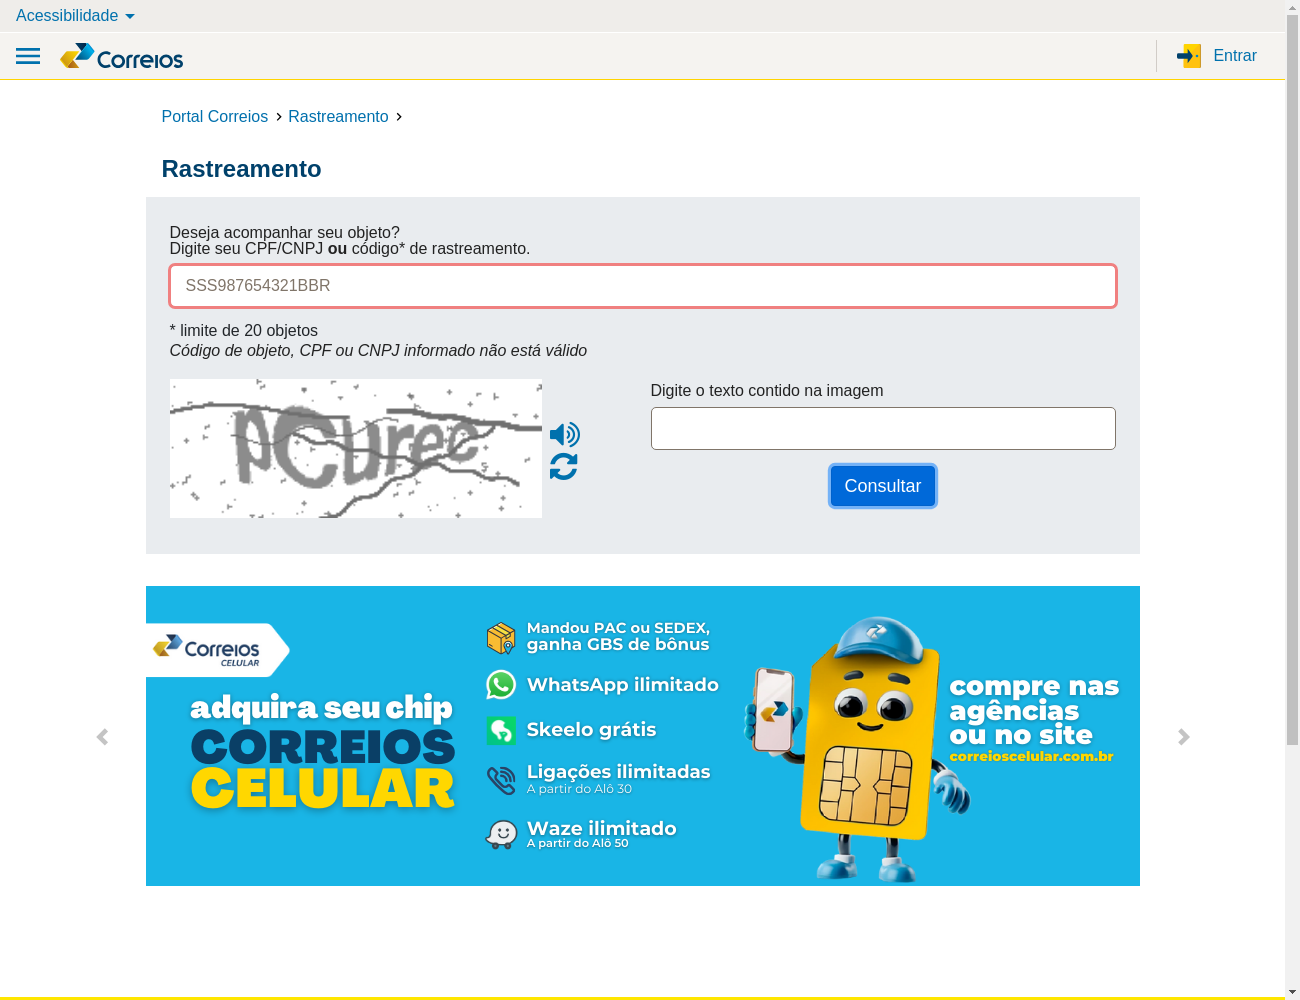 Acessibilidade
Correios
Entrar
Portal Correios
Rastreamento
Rastreamento
Deseja acompanhar seu objeto?
Digite seu CPF/CNPJ ou código* de rastreamento.
SSS987654321BBR
* limite de 20 objetos
Código de objeto, CPF ou CNPJ informado não está válido
pCurec
Digite o texto contido na imagem
Consultar
Correios
CELULAR
adquira seu chip
CORREIOS
CELULAR
Mandou PAC ou SEDEX,
ganha GBS de bônus
WhatsApp ilimitado
Skeelo grátis
Ligações ilimitadas
A partir do Alô 30
Waze ilimitado
A partir do Alô 50
compre nas
agências
ou no site
correioscelular.com.br